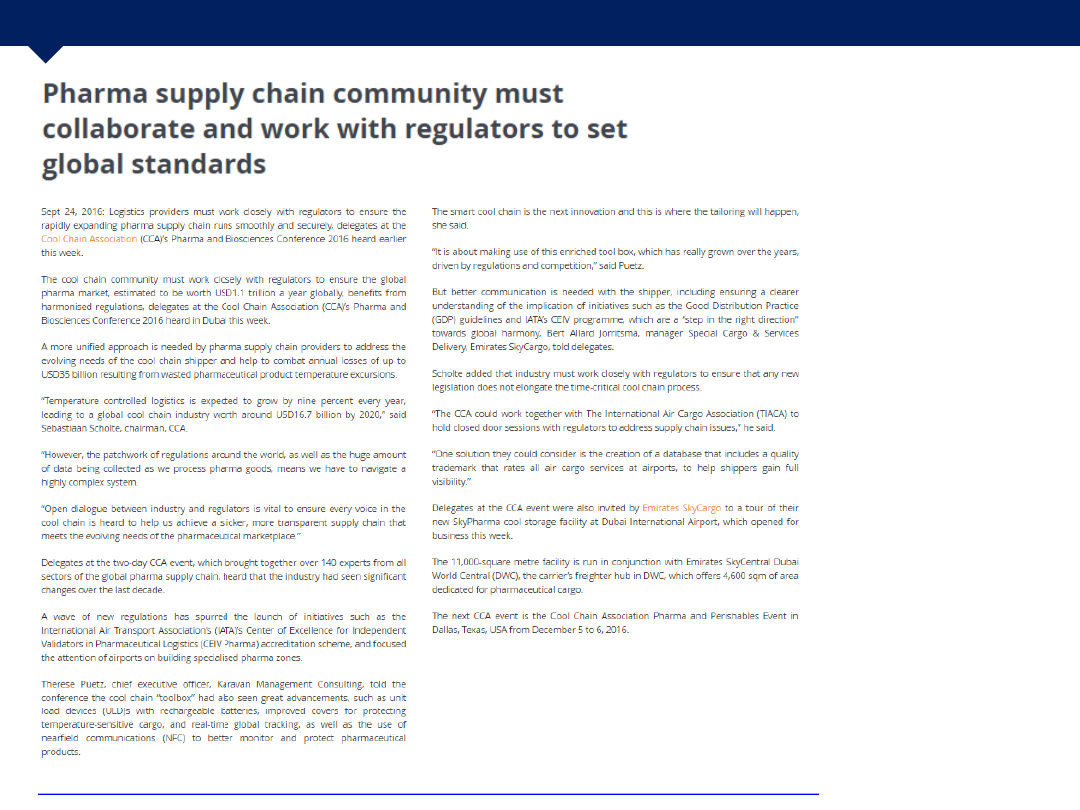 Pharma supply chain community must
collaborate and work with regulators to set
global standards
Sept 24, 2016: Logistics providers must work closely with regulators to ensure the
rapidly expanding pharma supply chain runs smoothly and securely, delegates at the
Cool Chain Association (CCA)'s Pharma and Biosciences Conference 2016 heard earlier
this week.
The cool chain community must work closely with regulators to ensure the global
pharma market, estimated to be worth USD1.1 trillion a year globally, benefits from
harmonised regulations, delegates at the Cool Chain Association (CCA)'s Pharma and
Biosciences Conference 2016 heard in Dubai this week.
A more unified approach is needed by pharma supply chain providers to address the
evolving needs of the cool chain shipper and help to combat annual losses of up to
USD35 billion resulting from wasted pharmaceutical product temperature excursions.
"Temperature controlled logistics is expected to grow by nine percent every year,
leading to a global cool chain industry worth around USD16.7 billion by 2020," said
Sebastiaan Scholte, chairman, CCA.
"However, the patchwork of regulations around the world, as well as the huge amount
of data being collected as we process pharma goods, means we have to navigate a
highly complex system.
"Open dialogue between industry and regulators is vital to ensure every voice in the
cool chain is heard to help us achieve a slicker, more transparent supply chain that
meets the evolving needs of the pharmaceutical marketplace."
Delegates at the two-day CCA event, which brought together over 140 experts from all
sectors of the global pharma supply chain, heard that the industry had seen significant
changes over the last decade.
A wave of new regulations has spurred the launch of initiatives such as the
International Air Transport Association's (IATA)'s Center of Excellence for Independent
Validators in Pharmaceutical Logistics (CEIV Pharma) accreditation scheme, and focused
the attention of airports on building specialised pharma zones.
Therese Puetz, chief executive officer, Karavan Management Consulting, told the
conference the cool chain "toolbox" had also seen great advancements, such as unit
load devices (ULD)s with rechargeable batteries, improved covers for protecting
temperature-sensitive cargo, and real-time global tracking, as well as the use of
nearfield communications (NFC) to better monitor and protect pharmaceutical
products.
The smart cool chain is the next innovation and this is where the tailoring will happen,
she said.
"It is about making use of this enriched tool box, which has really grown over the years,
driven by regulations and competition," said Puetz.
But better communication is needed with the shipper, including ensuring a clearer
understanding of the implication of initiatives such as the Good Distribution Practice
(GDP) guidelines and IATA's CEIV programme, which are a "step in the right direction"
towards global harmony, Bert Allard Jorritsma, manager Special Cargo & Services
Delivery, Emirates SkyCargo, told delegates.
Scholte added that industry must work closely with regulators to ensure that any new
legislation does not elongate the time-critical cool chain process.
"The CCA could work together with The International Air Cargo Association (TIACA) to
hold closed door sessions with regulators to address supply chain issues," he said.
"One solution they could consider is the creation of a database that includes a quality
trademark that rates all air cargo services at airports, to help shippers gain full
visibility."
Delegates at the CCA event were also invited by Emirates SkyCargo to a tour of their
new SkyPharma cool storage facility at Dubai International Airport, which opened for
business this week.
The 11,000-square metre facility is run in conjunction with Emirates SkyCentral Dubai
World Central (DWC), the carrier's freighter hub in DWC, which offers 4,600 sqm of area
dedicated for pharmaceutical cargo.
The next CCA event is the Cool Chain Association Pharma and Perishables Event in
Dallas, Texas, USA from December 5 to 6, 2016.